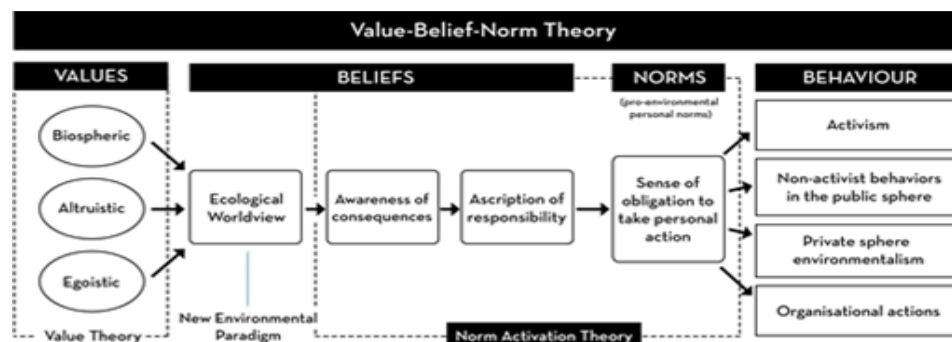 Value-Belief-Norm Theory
VALUES
BELIEFS
NORMS
(pro-environmental
personal norms)
BEHAVIOUR
Biospheric
Altruistic
Egoistic
Value Theory
Ecological
Worldview
New Environmental
Paradigm
Awareness of
consequences
Ascription of
responsibility
Norm Activation Theory
Sense of
obligation to
take personal
action
Activism
Non-activist behaviors
in the public sphere
Private sphere
environmentalism
Organisational actions